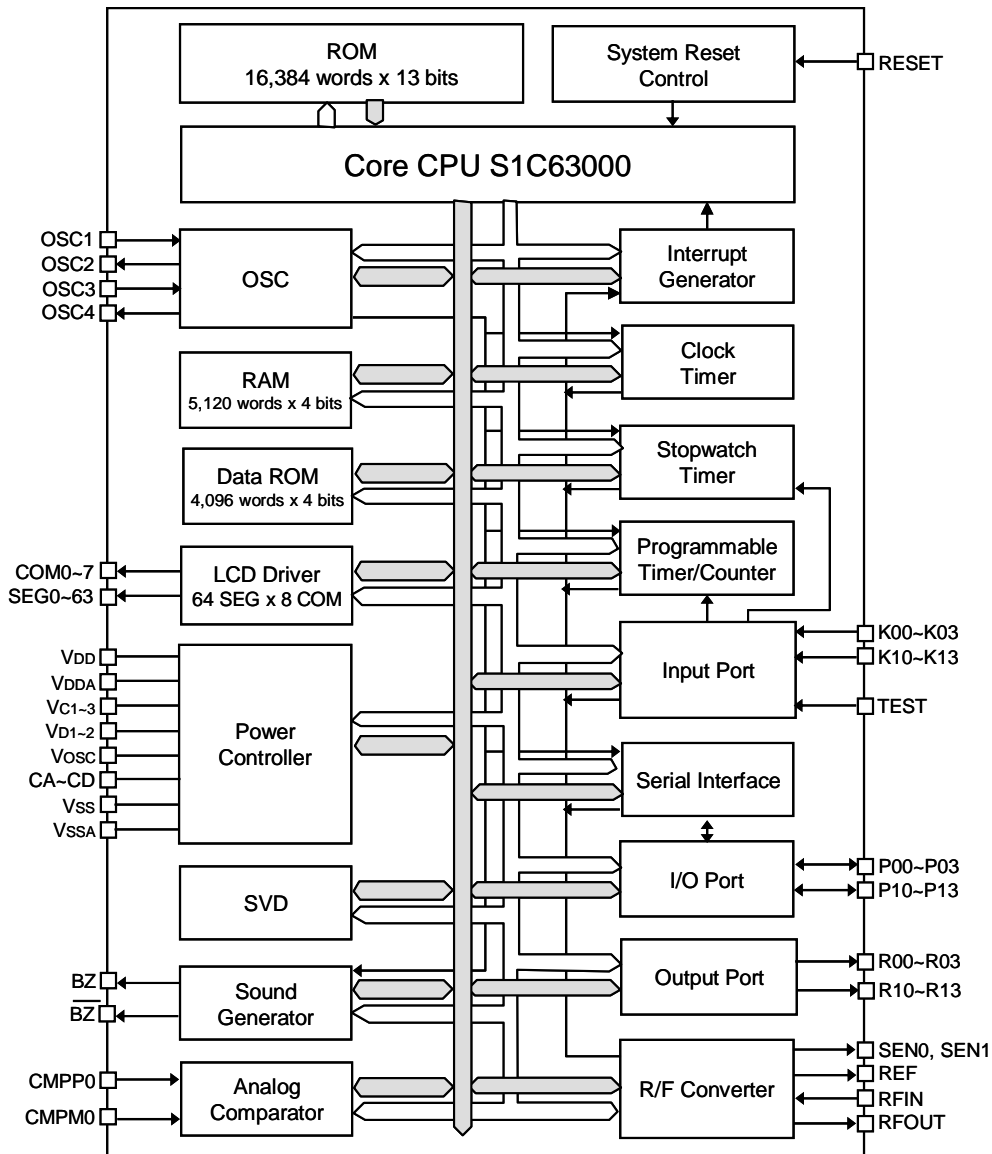 ROM
16,384 words x 13 bits
System Reset
Control
RESET
Core CPU S1C63000
OSC1
OSC2
OSC3
OSC4
OSC
Interrupt
Generator
RAM
5,120 words x 4 bits
Clock
Timer
Data ROM
4,096 words x 4 bits
Stopwatch
Timer
COM0~7
SEG0~63
LCD Driver
64 SEG x 8 COM
Programmable
Timer/Counter
VDD
VDDA
VC1~3
VD1~2
VOSC
CA~CD
VSS
VSSA
Power
Controller
Input Port
K00~K03
K10~K13
TEST
Serial Interface
SVD
I/O Port
P00~P03
P10~P13
BZ
BZ
Sound
Generator
Output Port
R00~R03
R10~R13
CMPP0
CMPM0
Analog
Comparator
R/F Converter
SEN0, SEN1
REF
RFIN
RFOUT